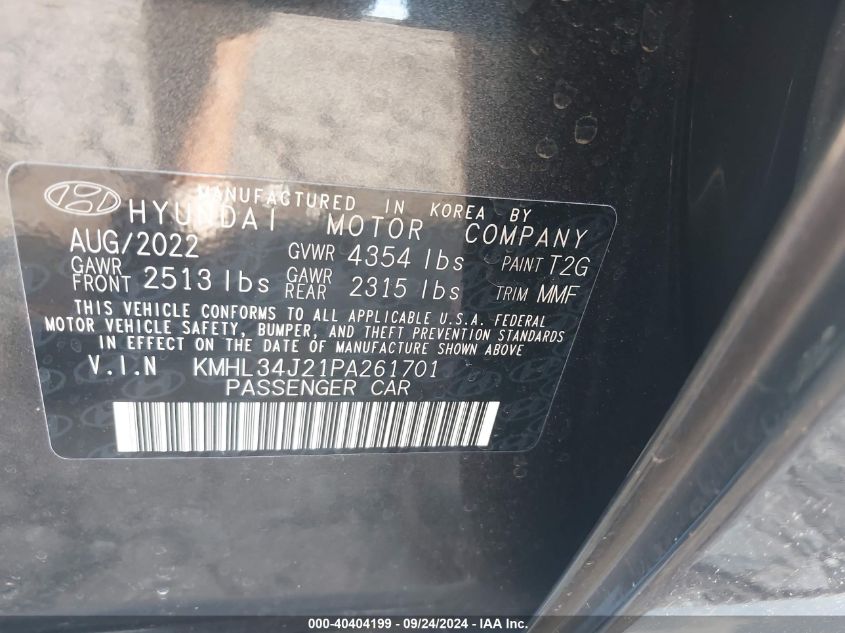 MANUFACTURED IN KOREA BY
HYUNDAI MOTOR COMPANY
AUG/2022 GVWR 4354 lbs PAINT T2G
GAWR FRONT 2513 lbs GAWR REAR 2315 lbs TRIM MMF
THIS VEHICLE CONFORMS TO ALL APPLICABLE U.S.A. FEDERAL
MOTOR VEHICLE SAFETY, BUMPER, AND THEFT PREVENTION STANDARDS
IN EFFECT ON THE DATE OF MANUFACTURE SHOWN ABOVE
V.I.N KMHL34J21PA261701
PASSENGER CAR
000-40404199 - 09/24/2024 - IAA Inc.